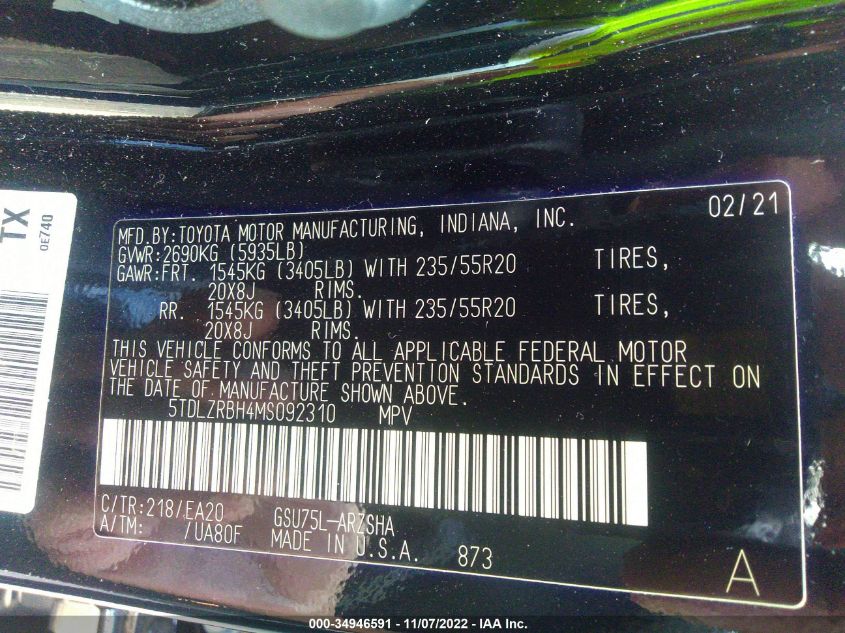 TX
0E740
02/21
MFD.BY:TOYOTA MOTOR MANUFACTURING, INDIANA, INC.
GVWR:2690KG (5935LB)
GAWR:FRT. 1545KG (3405LB) WITH 235/55R20 TIRES,
20X8J RIMS.
RR. 1545KG (3405LB) WITH 235/55R20 TIRES,
20X8J RIMS.
THIS VEHICLE CONFORMS TO ALL APPLICABLE FEDERAL MOTOR
VEHICLE SAFETY AND THEFT PREVENTION STANDARDS IN EFFECT ON
THE DATE OF MANUFACTURE SHOWN ABOVE.
5TDLZRBH4MS092310 MPV
C/TR:218/EA20 GSU75L-ARZSHA
A/TM: /UA80F MADE IN U.S.A. 873
A
000-34946591 - 11/07/2022 - IAA Inc.